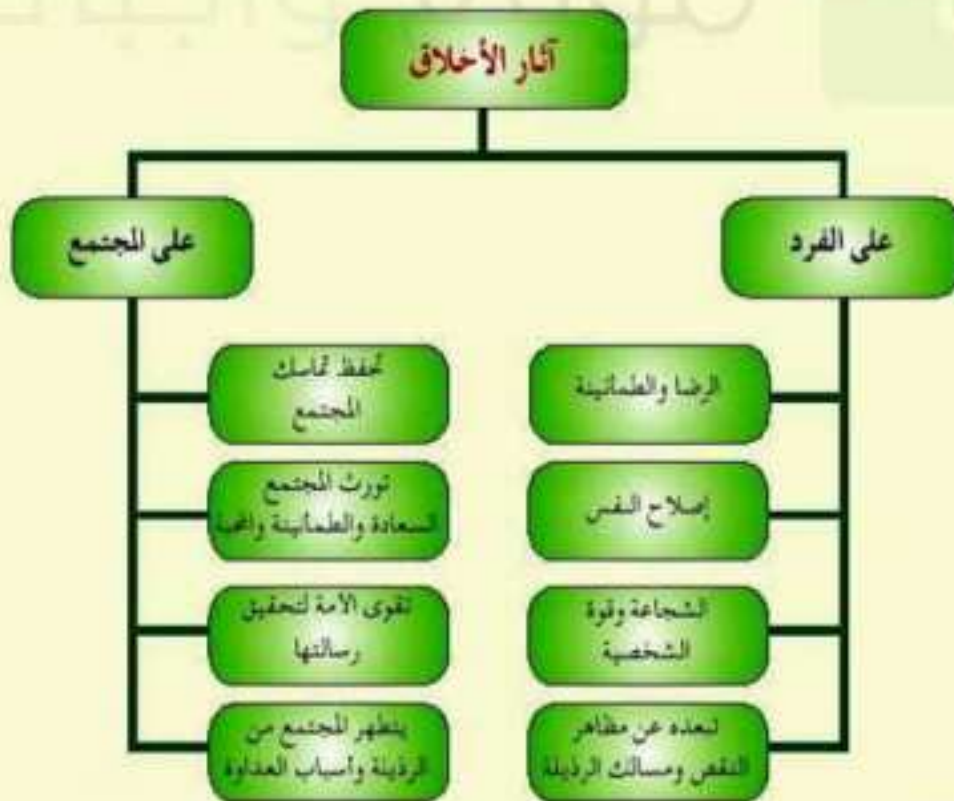 آثار الأخلاق
على الفرد
الرضا والطمأنينة
إصلاح النفس
الشجاعة وقوة
الشخصية
تبعده عن مظاهر
النقص ومسالك الرذيلة
على المجتمع
تحفظ تماسك
المجتمع
تورث المجتمع
السعادة والطمأنينة والمحبة
تقوى الامة لتحقيق
رسالتها
يتطهر المجتمع من
الرذيلة وأسباب العداوة